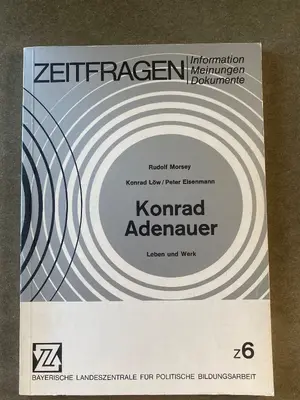 ZEITFRAGEN
Information
Meinungen
Dokumente
Rudolf Morsey
Konrad Löw/Peter Eisenmann
Konrad
Adenauer
Leben und Werk
Z
z6
BAYERISCHE LANDESZENTRALE FÜR POLITISCHE BILDUNGSARBEIT